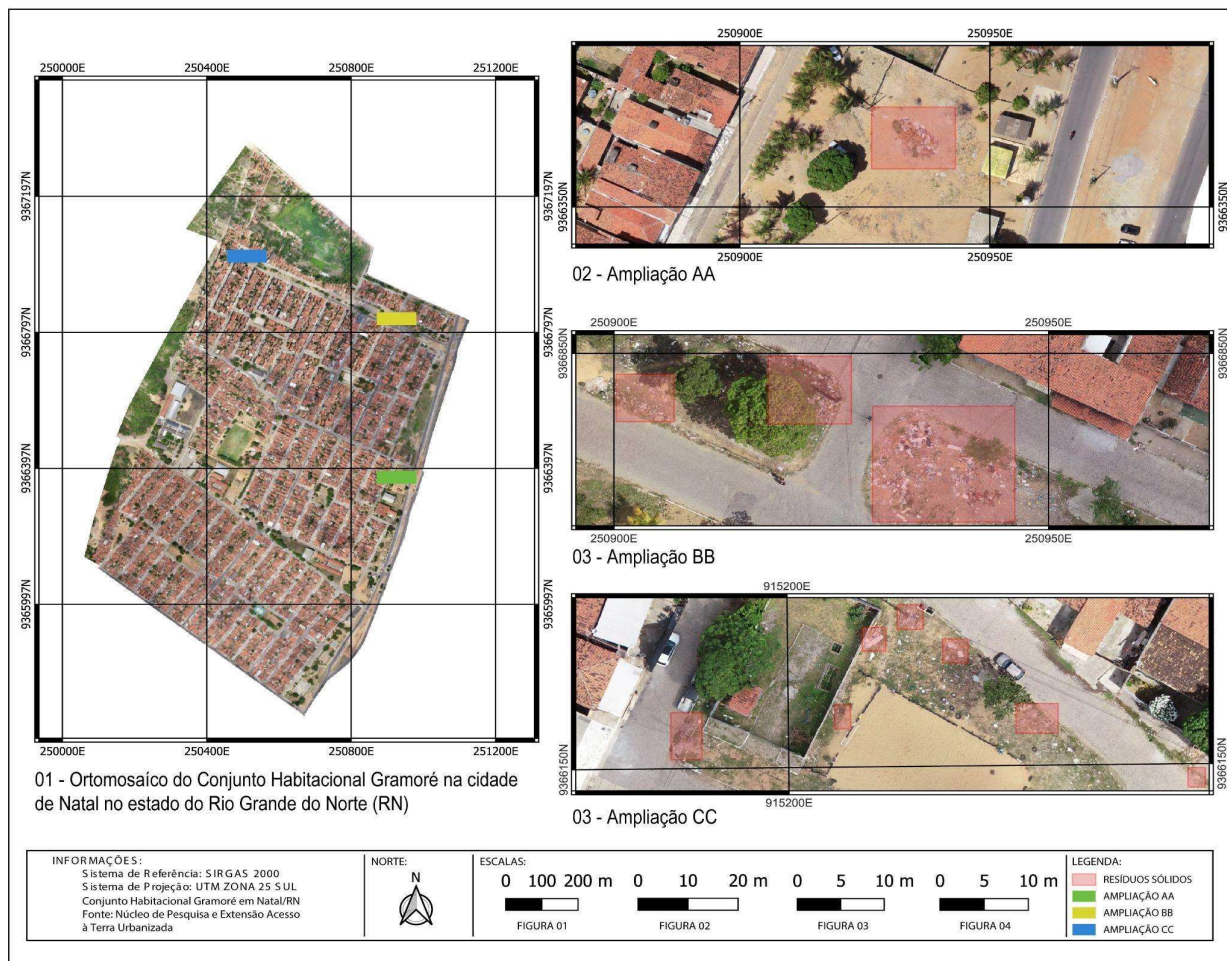 250000E 250400E 250800E 251200E
9367197N 9367197N
9366797N 9366797N
9366397N 9366397N
9365997N 9365997N
250000E 250400E 250800E 251200E
01 - Ortomosaíco do Conjunto Habitacional Gramoré na cidade
de Natal no estado do Rio Grande do Norte (RN)
250900E 250950E
9366350N 9366350N
250900E 250950E
02 - Ampliação AA
250900E 250950E
9366850N 9366850N
250900E 250950E
03 - Ampliação BB
915200E
9366150N 9366150N
915200E
03 - Ampliação CC
INFORMAÇÕES:
Sistema de Referência: SIRGAS 2000
Sistema de Projeção: UTM ZONA 25 SUL
Conjunto Habitacional Gramoré em Natal/RN
Fonte: Núcleo de Pesquisa e Extensão Acesso
à Terra Urbanizada
NORTE:
N
ESCALAS:
0 100 200 m
FIGURA 01
0 10 20 m
FIGURA 02
0 5 10 m
FIGURA 03
0 5 10 m
FIGURA 04
LEGENDA:
RESÍDUOS SÓLIDOS
AMPLIAÇÃO AA
AMPLIAÇÃO BB
AMPLIAÇÃO CC